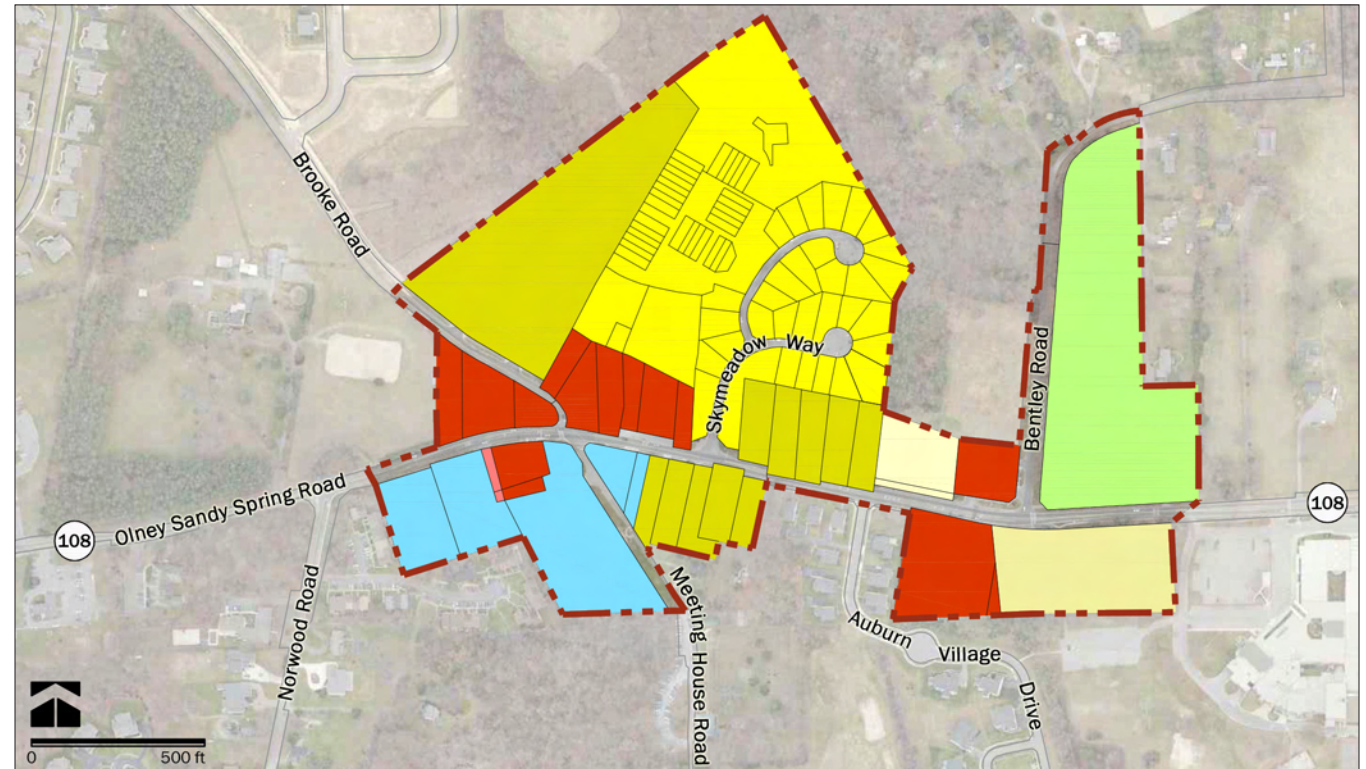 Brooke Road
Skymeadow Way
Bentley Road
108
Olney Sandy Spring Road
108
Norwood Road
Meeting House Road
Auburn Village Drive
0 500 ft